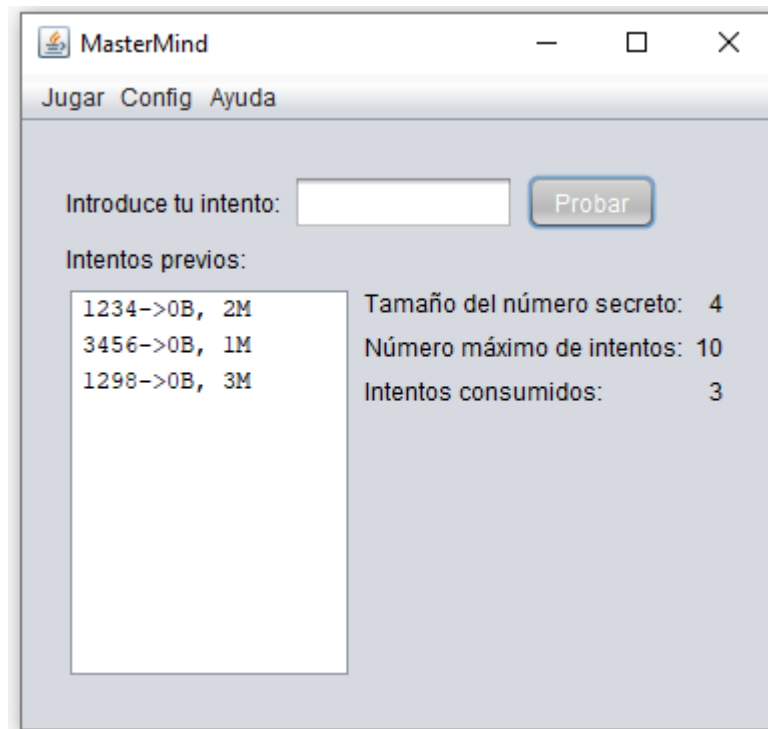 MasterMind
Jugar Config Ayuda
Introduce tu intento: Probar
Intentos previos:
1234->0B, 2M
3456->0B, 1M
1298->0B, 3M
Tamaño del número secreto: 4
Número máximo de intentos: 10
Intentos consumidos: 3